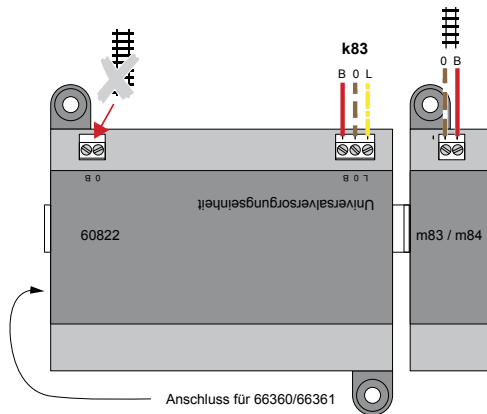 k83
B 0 L
0 B
B 0
B 0 L
Universalversorgungseinheit
60822
m83 / m84
Anschluss für 66360/66361